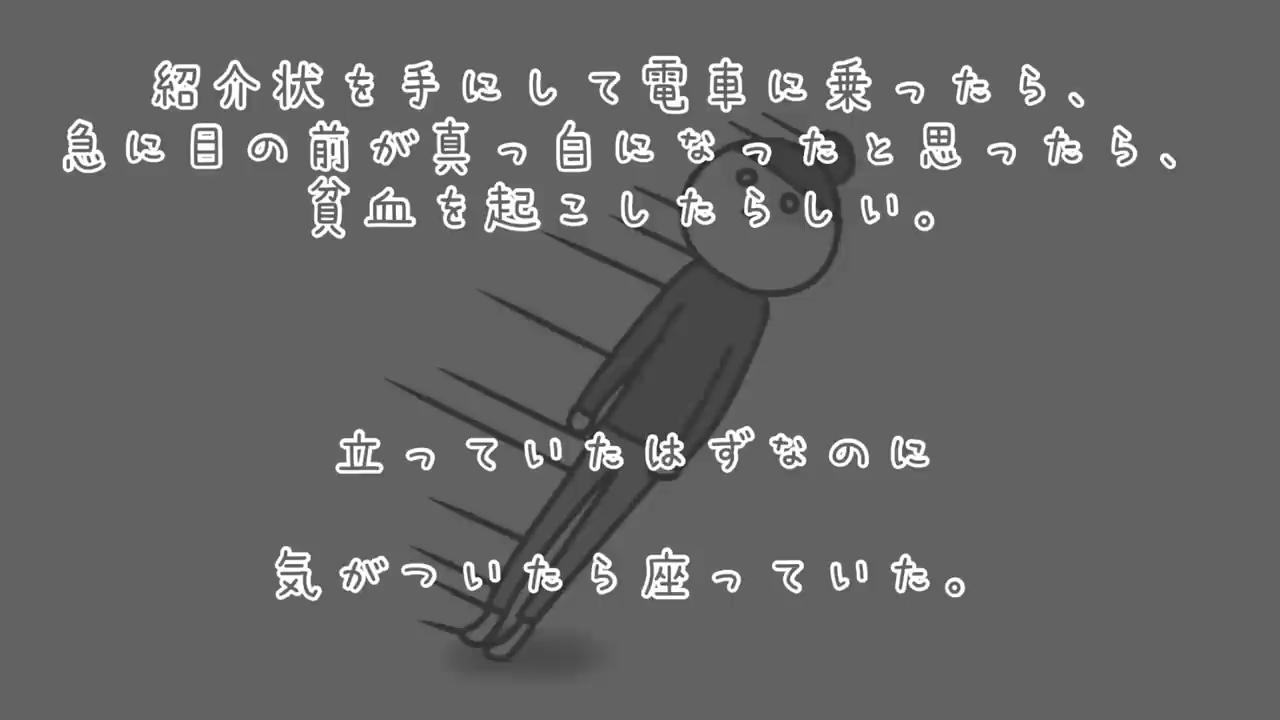 紹介状を手にして電車に乗ったら、
急に目の前が真っ白になったと思ったら、
貧血を起こしたらしい。
立っていたはずなのに
気がついたら座っていた。